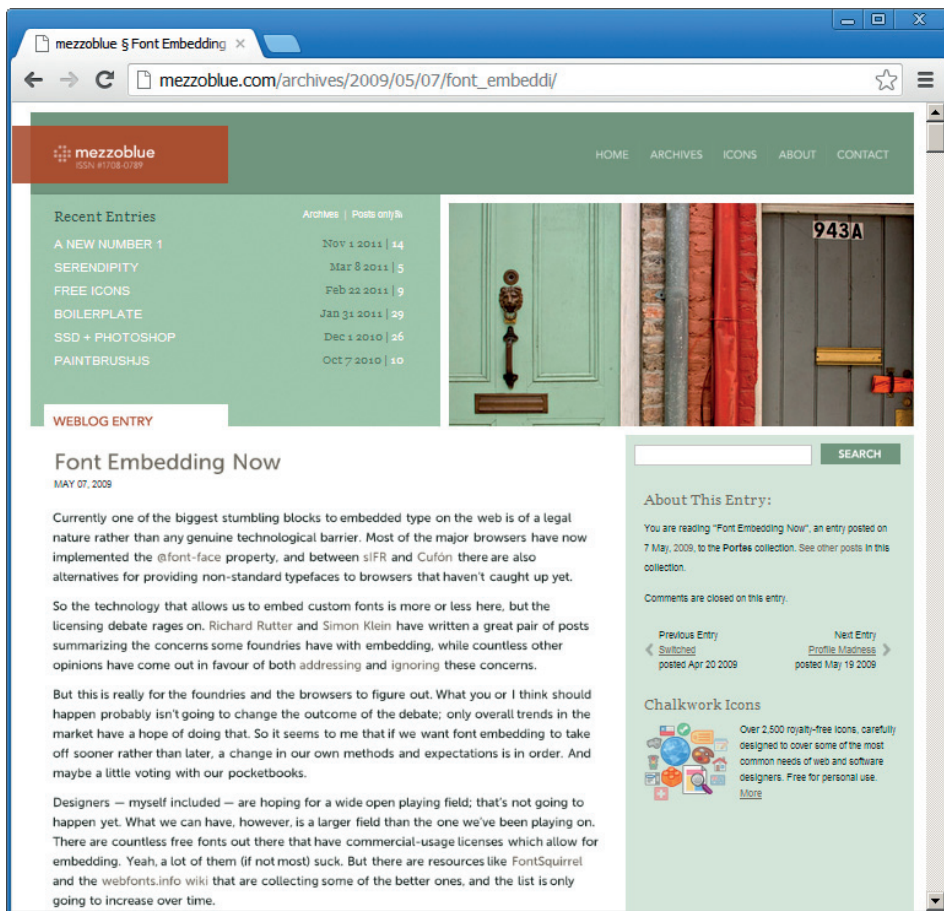 mezzoblue § Font Embedding
mezzoblue.com/archives/2009/05/07/font_embeddi/
mezzoblue
ISSN #1708-0789
HOME ARCHIVES ICONS ABOUT CONTACT
Recent Entries
Archives | Posts only
A NEW NUMBER 1 Nov 1 2011 | 14
SERENDIPITY Mar 8 2011 | 5
FREE ICONS Feb 22 2011 | 9
BOILERPLATE Jan 31 2011 | 29
SSD + PHOTOSHOP Dec 1 2010 | 26
PAINTBRUSHJS Oct 7 2010 | 10
943A
WEBLOG ENTRY
Font Embedding Now
MAY 07, 2009
Currently one of the biggest stumbling blocks to embedded type on the web is of a legal
nature rather than any genuine technological barrier. Most of the major browsers have now
implemented the @font-face property, and between sIFR and Cufón there are also
alternatives for providing non-standard typefaces to browsers that haven't caught up yet.
So the technology that allows us to embed custom fonts is more or less here, but the
licensing debate rages on. Richard Rutter and Simon Klein have written a great pair of posts
summarizing the concerns some foundries have with embedding, while countless other
opinions have come out in favour of both addressing and ignoring these concerns.
But this is really for the foundries and the browsers to figure out. What you or I think should
happen probably isn't going to change the outcome of the debate; only overall trends in the
market have a hope of doing that. So it seems to me that if we want font embedding to take
off sooner rather than later, a change in our own methods and expectations is in order. And
maybe a little voting with our pocketbooks.
Designers — myself included — are hoping for a wide open playing field; that's not going to
happen yet. What we can have, however, is a larger field than the one we've been playing on.
There are countless free fonts out there that have commercial-usage licenses which allow for
embedding. Yeah, a lot of them (if not most) suck. But there are resources like FontSquirrel
and the webfonts.info wiki that are collecting some of the better ones, and the list is only
going to increase over time.
SEARCH
About This Entry:
You are reading "Font Embedding Now", an entry posted on
7 May, 2009, to the Portes collection. See other posts in this
collection.
Comments are closed on this entry.
Previous Entry Next Entry
Switched Profile Madness
posted Apr 20 2009 posted May 19 2009
Chalkwork Icons
Over 2,500 royalty-free icons, carefully
designed to cover some of the most
common needs of web and software
designers. Free for personal use.
More